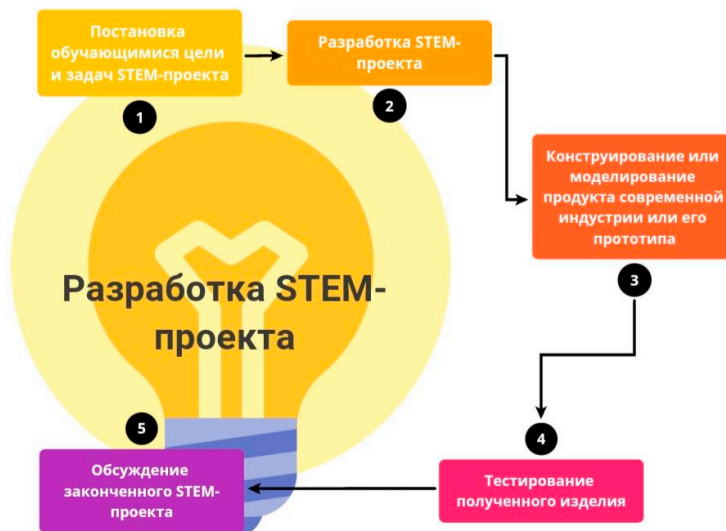 Постановка
обучающимися цели
и задач STEM-проекта
1
Разработка STEM-
проекта
2
Конструирование или
моделирование
продукта современной
индустрии или его
прототипа
3
Разработка STEM-
проекта
4
Тестирование
полученного изделия
5
Обсуждение
законченного STEM-
проекта